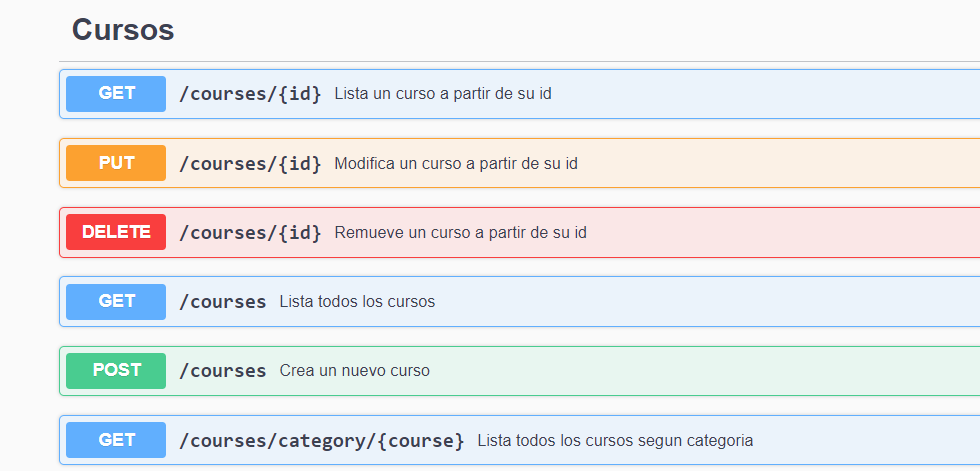 Cursos
GET /courses/{id} Lista un curso a partir de su id
PUT /courses/{id} Modifica un curso a partir de su id
DELETE /courses/{id} Remueve un curso a partir de su id
GET /courses Lista todos los cursos
POST /courses Crea un nuevo curso
GET /courses/category/{course} Lista todos los cursos segun categoria